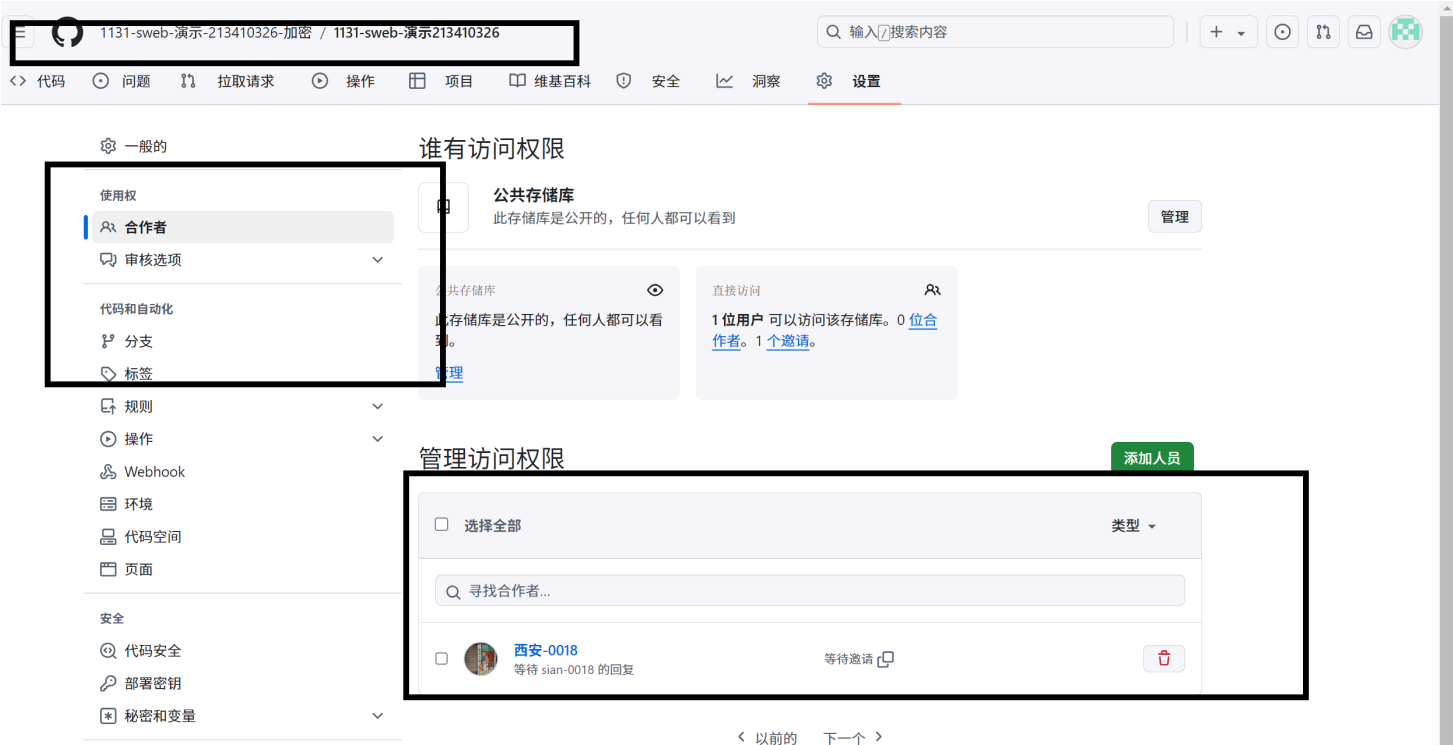 1131-sweb-演示-213410326-加密 / 1131-sweb-演示213410326
输入/搜索内容
代码 问题 拉取请求 操作 项目 维基百科 安全 洞察 设置
一般的
使用权
合作者
审核选项
代码和自动化
分支
标签
规则
操作
Webhook
环境
代码空间
页面
安全
代码安全
部署密钥
秘密和变量
谁有访问权限
公共存储库
此存储库是公开的，任何人都可以看到
管理
公共存储库
此存储库是公开的，任何人都可以看
到。
管理
直接访问
1 位用户 可以访问该存储库。0 位合
作者。1 个邀请。
管理访问权限
添加人员
选择全部
类型
寻找合作者...
西安-0018
等待 sian-0018 的回复
等待邀请
以前的 下一个